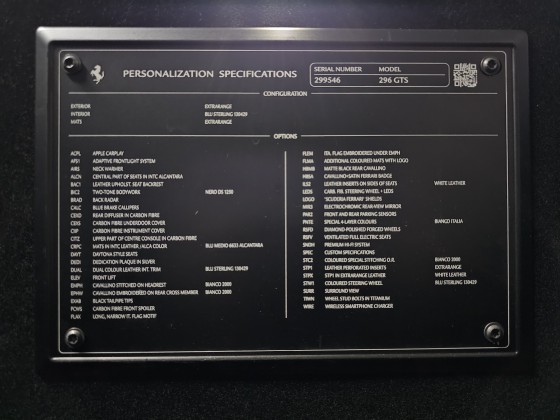 PERSONALIZATION SPECIFICATIONS
SERIAL NUMBER MODEL
299546 296 GTS
CONFIGURATION
EXTERIOR EXTRARANGE
INTERIOR BLU STERLING 130429
MATS EXTRARANGE
OPTIONS
ACPL APPLE CARPLAY
AFS1 ADAPTIVE FRONTLIGHT SYSTEM
AIRS NECK WARMER
ALCN CENTRAL PART OF SEATS IN INTC ALCANTARA
BAC1 LEATHER UPHOLST. SEAT BACKREST
BIC2 TWO-TONE BODYWORK NERO DS 1250
BRAD BACK RADAR
CALC BLUE BRAKE CALLIPERS
CEXD REAR DIFFUSER IN CARBON FIBRE
CEXS CARBON FIBRE UNDERDOOR COVER
CIIP CARBON FIBRE INSTRUMENT COVER
CITZ UPPER PART OF CENTRE CONSOLE IN CARBON FIBRE
CRPC MATS IN INTC LEATHER/ALCA COLOR BLU MEDIO 6633 ALCANTARA
DAYT DAYTONA STYLE SEATS
DEDI DEDICATION PLAQUE IN SILVER
DUAL DUAL COLOUR LEATHER INT. TRIM BLU STERLING 130429
ELEV FRONT LIFT
EMPH CAVALLINO STITCHED ON HEADREST BIANCO 2000
EPHV CAVALLINO EMBROIDERED ON REAR CROSS MEMBER BIANCO 2000
EXAB BLACK TAILPIPE TIPS
FCWS CARBON FIBRE FRONT SPOILER
FLAX LONG, NARROW IT. FLAG MOTIF
FLEM ITA. FLAG EMBROIDERED UNDER EMPH
FLMA ADDITIONAL COLOURED MATS WITH LOGO
HBMB MATTE BLACK REAR CAVALLINO
HRSA CAVALLINO-SATIN FERRARI BADGE
ILS2 LEATHER INSERTS ON SIDES OF SEATS WHITE LEATHER
LEDS CARB. FIB. STEERING WHEEL + LEDS
LOGO 'SCUDERIA FERRARI' SHIELDS
MIR3 ELECTROCHROMIC REAR-VIEW MIRROR
PAR2 FRONT AND REAR PARKING SENSORS
PNTE SPECIAL 4-LAYER COLOURS BIANCO ITALIA
RSFD DIAMOND-POLISHED FORGED WHEELS
RSFV VENTILATED FULL ELECTRIC SEATS
SNDH PREMIUM HI-FI SYSTEM
SPEC CUSTOM SPECIFICATIONS
STC2 COLOURED SPECIAL STITCHING O.R. BIANCO 2000
STP1 LEATHER PERFORATED INSERTS EXTRARANGE
STPX STP1 IN EXTRARANGE LEATHER WHITE LEATHER
STW1 COLOURED STEERING WHEEL BLU STERLING 130429
SURR SURROUND VIEW
TIWN WHEEL STUD BOLTS IN TITANIUM
WIRE WIRELESS SMARTPHONE CHARGER